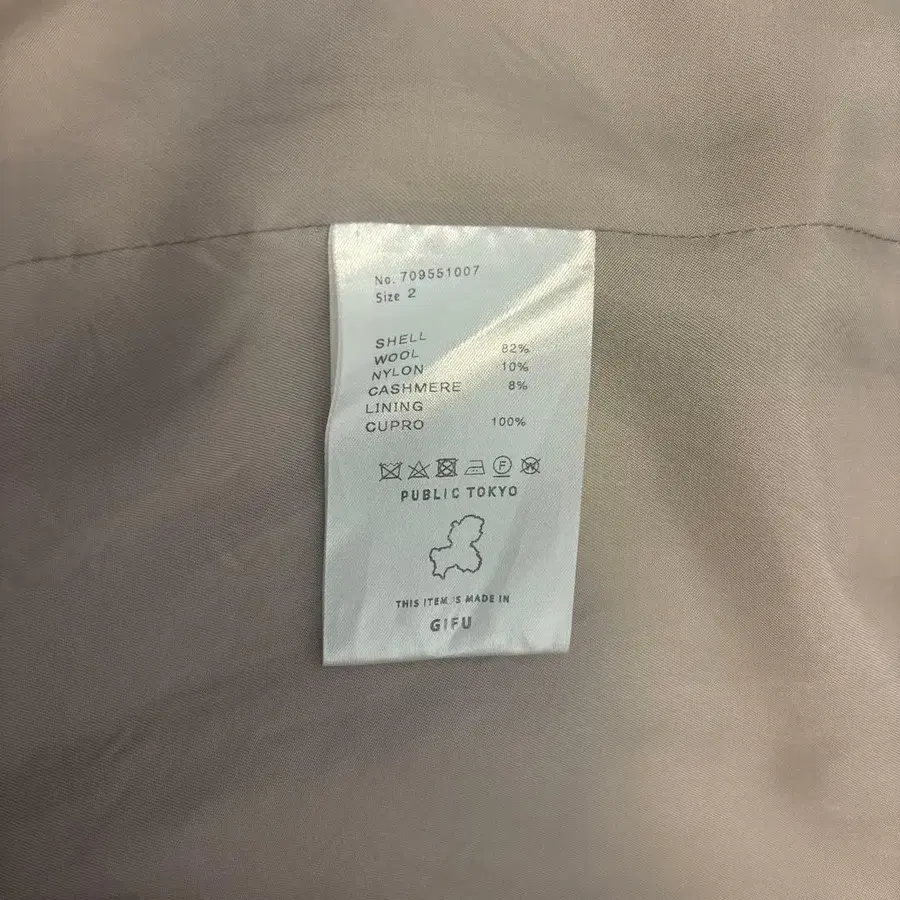 No. 709551007
Size 2
SHELL
WOOL 82%
NYLON 10%
CASHMERE 8%
LINING
CUPRO 100%
F W
PUBLIC TOKYO
THIS ITEM IS MADE IN
GIFU